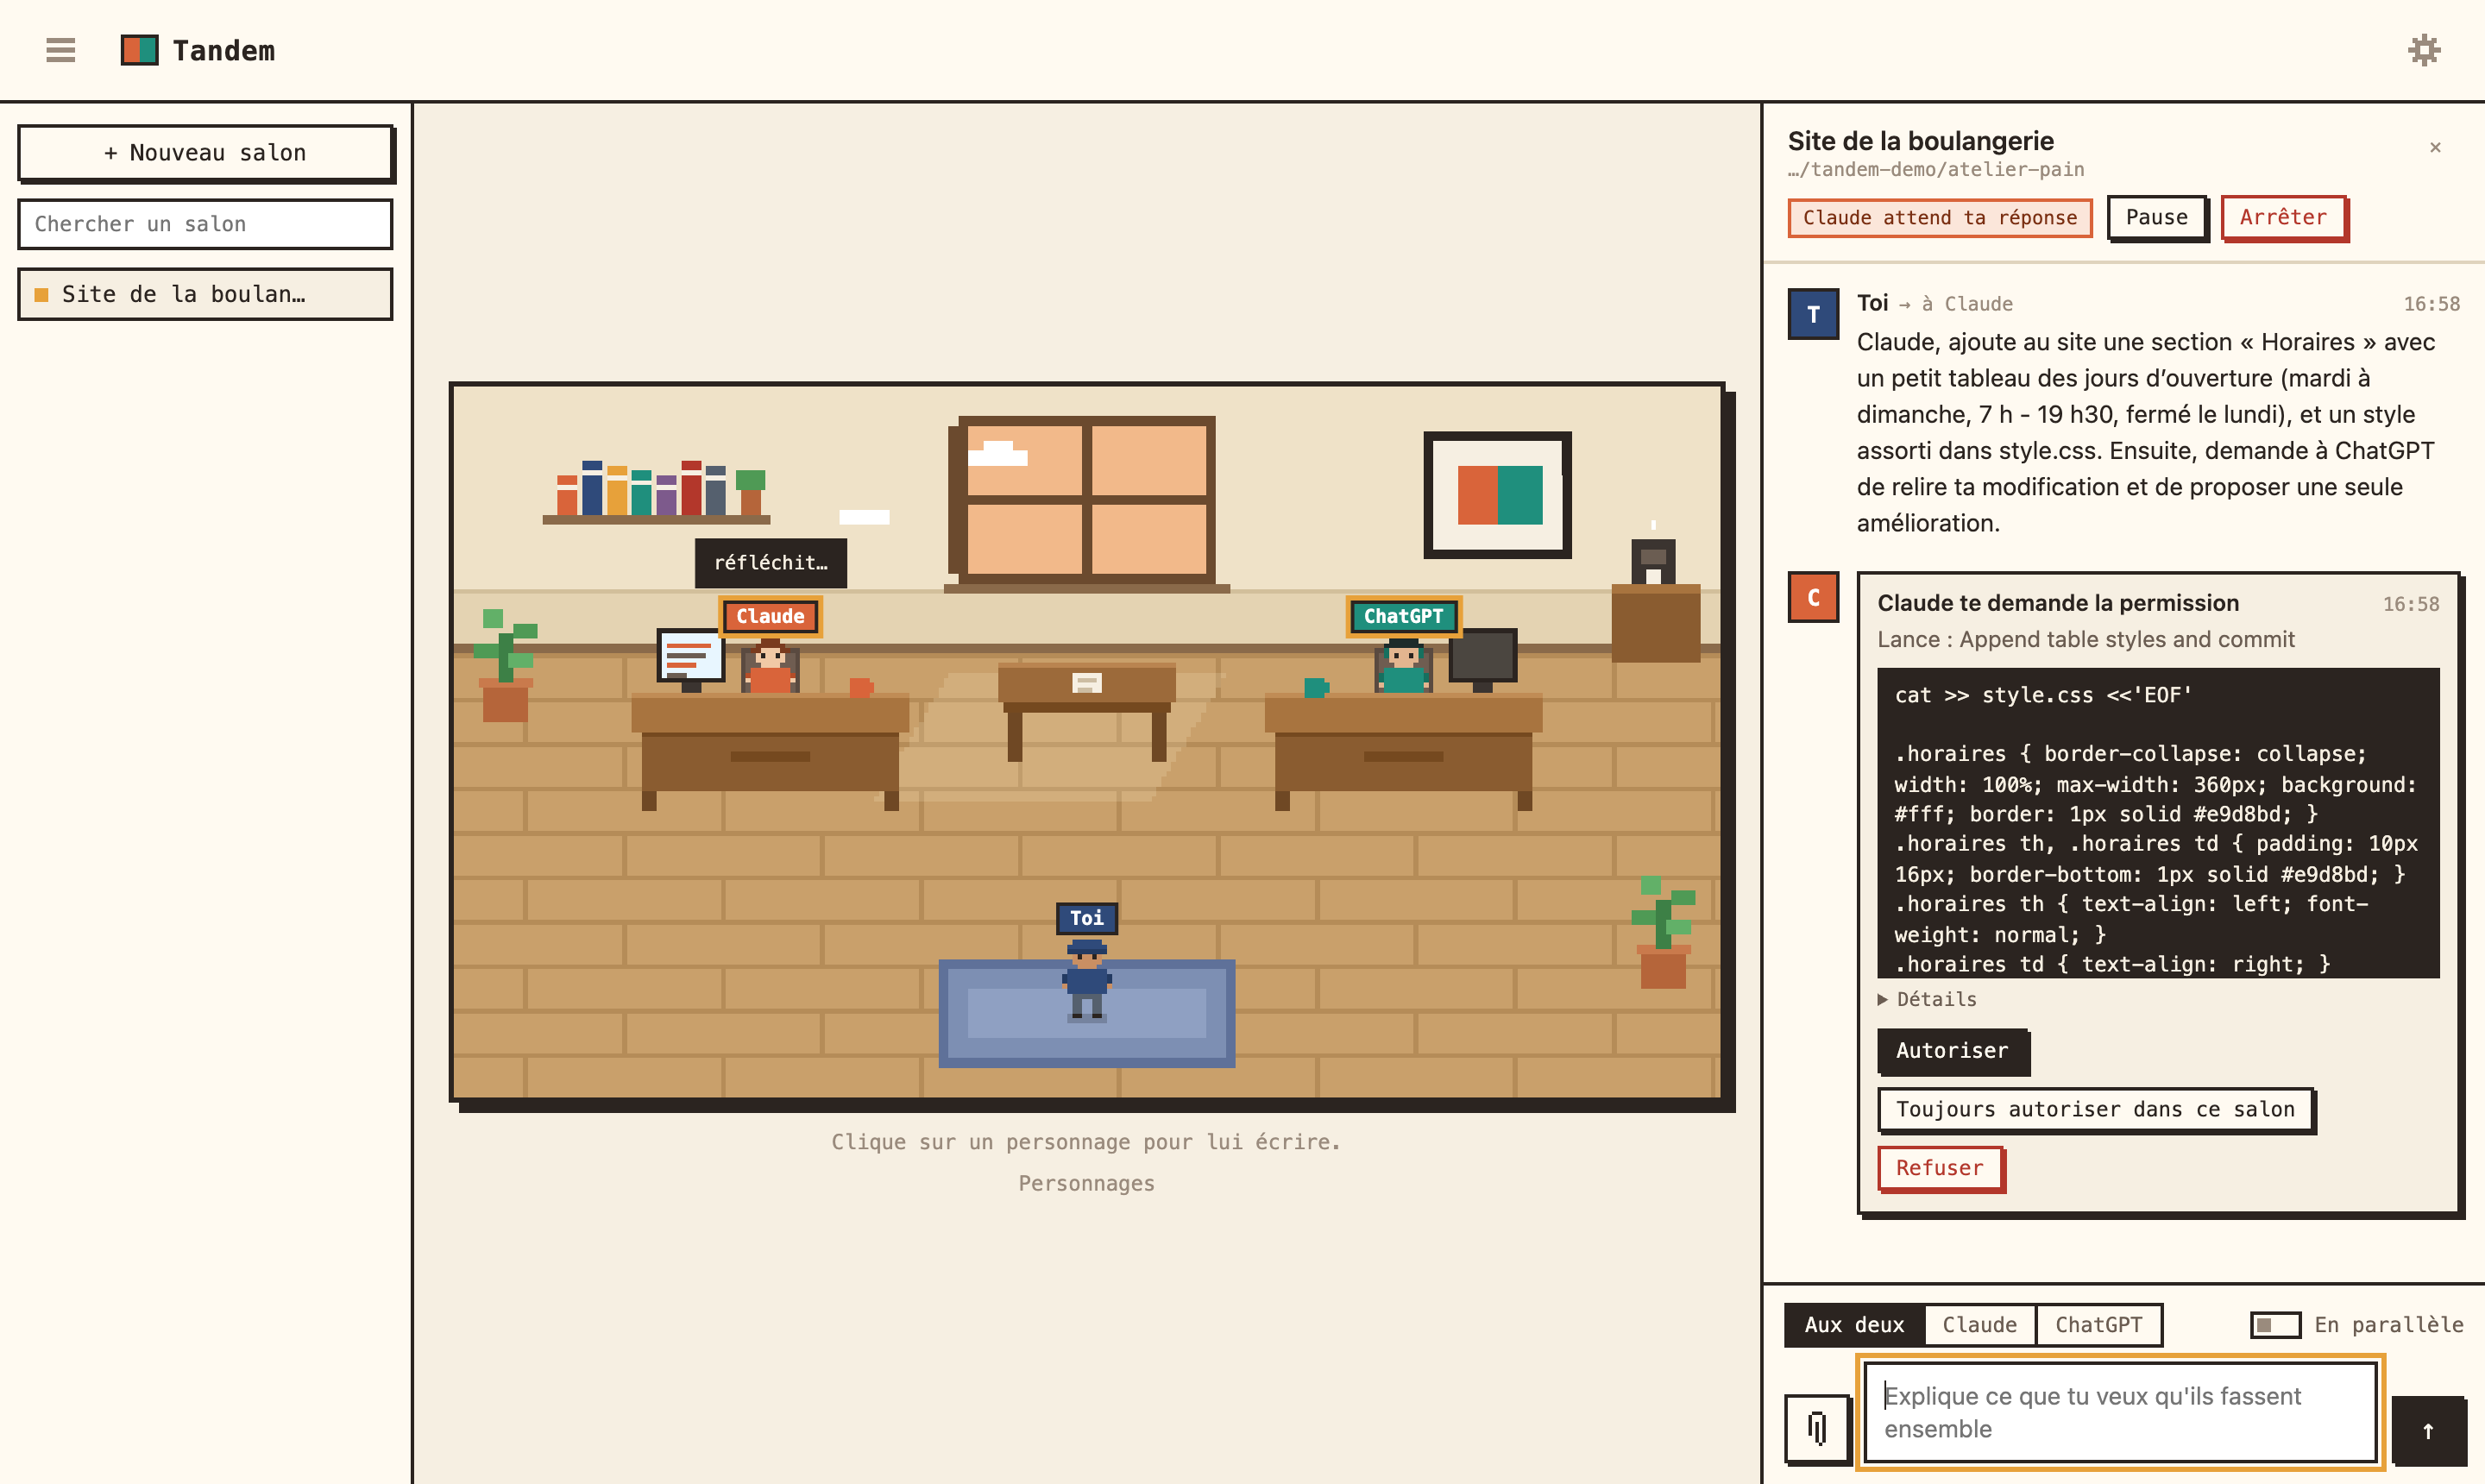 Tandem
+ Nouveau salon
Chercher un salon
Site de la boulan…
réfléchit…
Claude
ChatGPT
Toi
Clique sur un personnage pour lui écrire.
Personnages
Site de la boulangerie
×
…/tandem-demo/atelier-pain
Claude attend ta réponse
Pause
Arrêter
T
Toi → à Claude
16:58
Claude, ajoute au site une section « Horaires » avec
un petit tableau des jours d’ouverture (mardi à
dimanche, 7 h - 19 h30, fermé le lundi), et un style
assorti dans style.css. Ensuite, demande à ChatGPT
de relire ta modification et de proposer une seule
amélioration.
C
Claude te demande la permission
16:58
Lance : Append table styles and commit
cat >> style.css <<'EOF'
.horaires { border-collapse: collapse;
width: 100%; max-width: 360px; background:
#fff; border: 1px solid #e9d8bd; }
.horaires th, .horaires td { padding: 10px
16px; border-bottom: 1px solid #e9d8bd; }
.horaires th { text-align: left; font-
weight: normal; }
.horaires td { text-align: right; }
▶ Détails
Autoriser
Toujours autoriser dans ce salon
Refuser
Aux deux
Claude
ChatGPT
En parallèle
Explique ce que tu veux qu'ils fassent
ensemble
↑